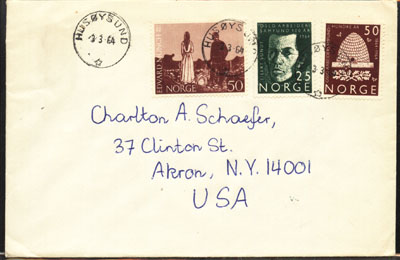 HUSØYSUND
3 3 64
EDVARD MUNCH
NORGE 50
OSLO ARBEIDER
SAMFUND 100 ÅR
25
NORGE
HUNDRE
50
NORGE
Charlton A. Schaefer,
37 Clinton St.
Akron, N.Y. 14001
USA